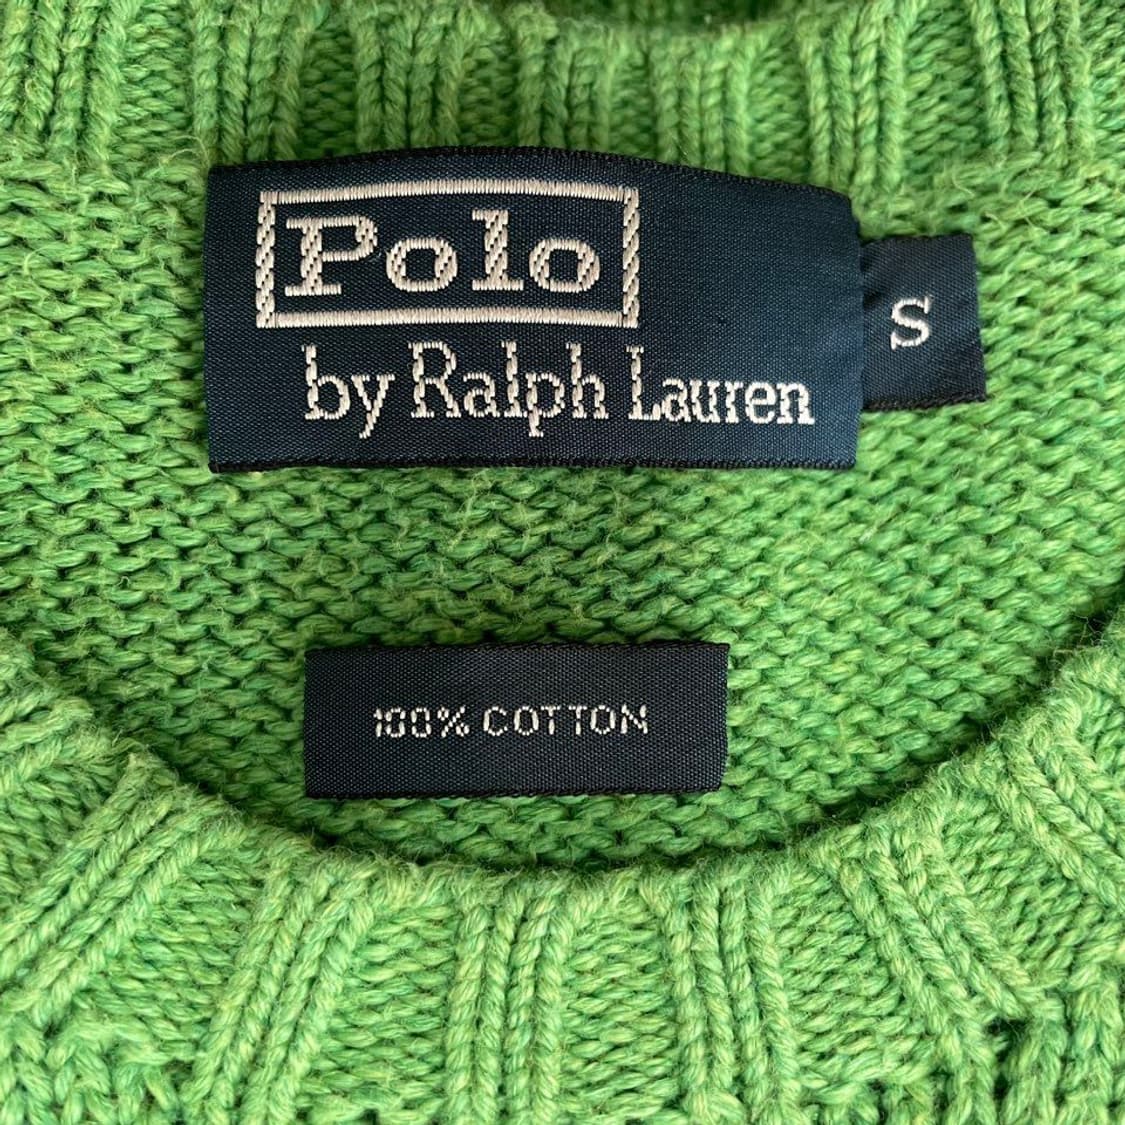 Polo
by Ralph Lauren
S
100% COTTON